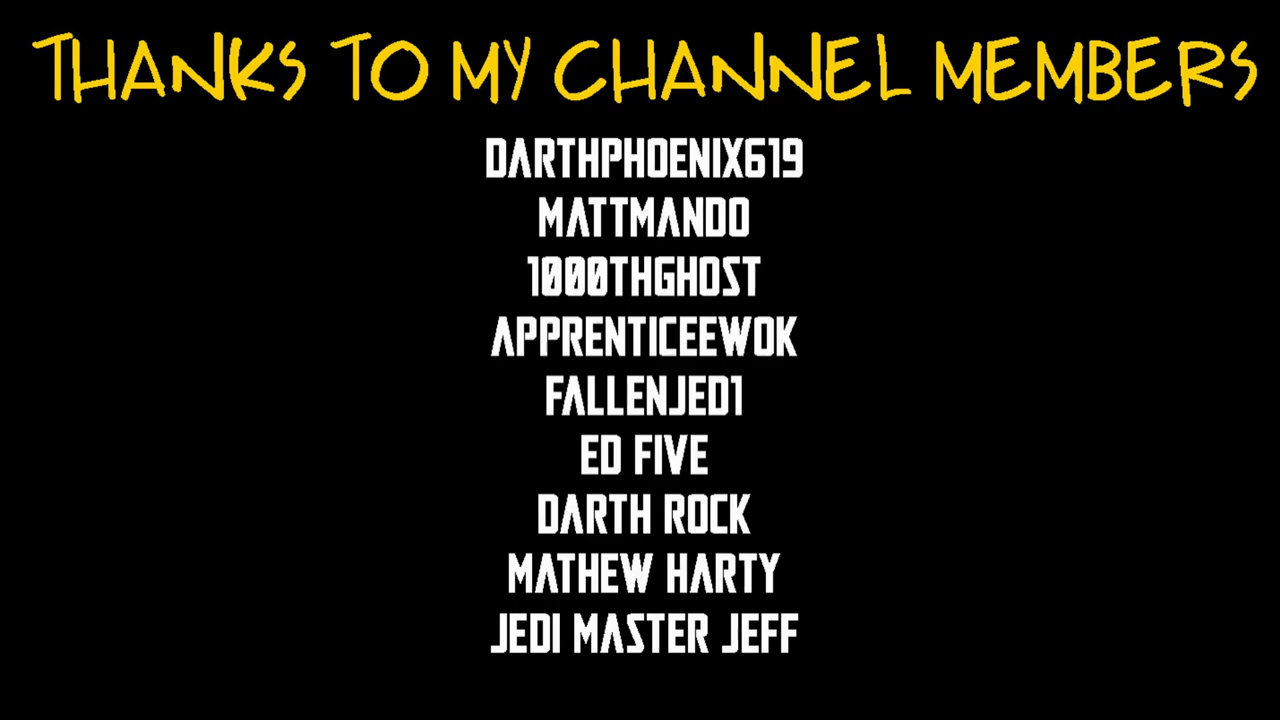 THANKS TO MY CHANNEL MEMBERS
DARTHPHOENIX619
MATTMANDO
1000THGHOST
APPRENTICEEWOK
FALLENJED1
ED FIVE
DARTH ROCK
MATHEW HARTY
JEDI MASTER JEFF